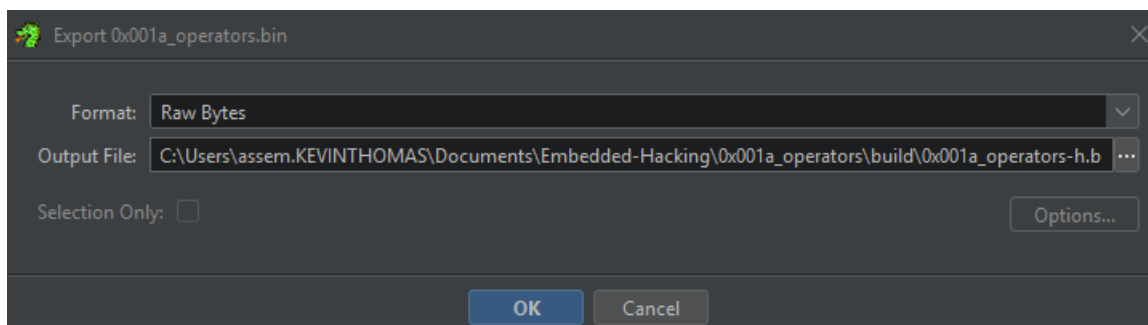 Export 0x001a_operators.bin
Format: Raw Bytes
Output File: C:\Users\assem.KEVINTHOMAS\Documents\Embedded-Hacking\0x001a_operators\build\0x001a_operators-h.b ...
Selection Only:
Options...
OK Cancel